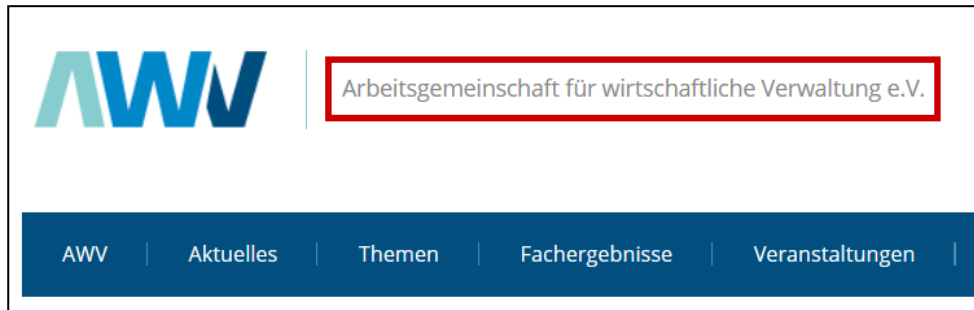 AWV
Arbeitsgemeinschaft für wirtschaftliche Verwaltung e.V.
AWV | Aktuelles | Themen | Fachergebnisse | Veranstaltungen |